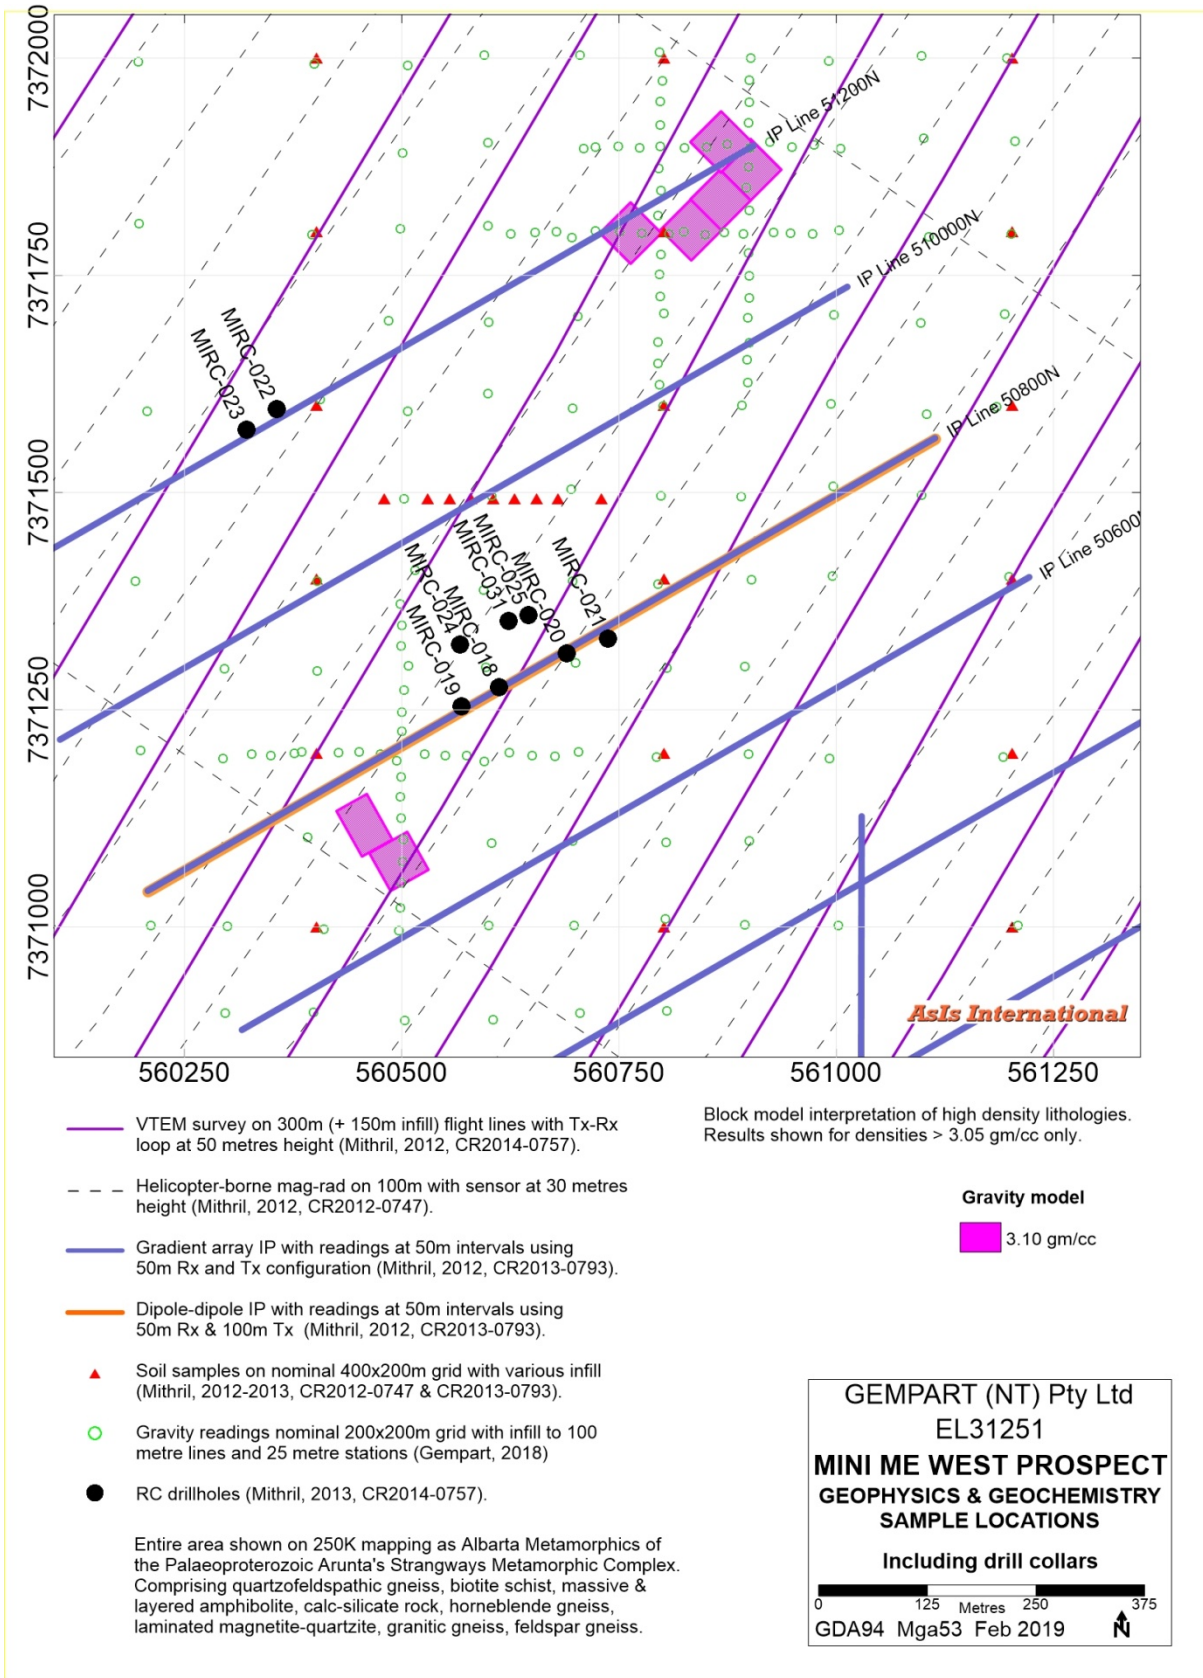 7372000
IP Line 51200N
7371750
IP Line 510000N
MIRC-022
MIRC-023
IP Line 50800N
7371500
IP Line 50600N
MIRC-025
MIRC-031
MIRC-021
MIRC-020
MIRC-024
MIRC-018
MIRC-019
7371250
7371000
AsIs International
560250 560500 560750 561000 561250
VTEM survey on 300m (+ 150m infill) flight lines with Tx-Rx
loop at 50 metres height (Mithril, 2012, CR2014-0757).
Helicopter-borne mag-rad on 100m with sensor at 30 metres
height (Mithril, 2012, CR2012-0747).
Gradient array IP with readings at 50m intervals using
50m Rx and Tx configuration (Mithril, 2012, CR2013-0793).
Dipole-dipole IP with readings at 50m intervals using
50m Rx & 100m Tx (Mithril, 2012, CR2013-0793).
Soil samples on nominal 400x200m grid with various infill
(Mithril, 2012-2013, CR2012-0747 & CR2013-0793).
Gravity readings nominal 200x200m grid with infill to 100
metre lines and 25 metre stations (Gempart, 2018)
RC drillholes (Mithril, 2013, CR2014-0757).
Entire area shown on 250K mapping as Albarta Metamorphics of
the Palaeoproterozoic Arunta's Strangways Metamorphic Complex.
Comprising quartzofeldspathic gneiss, biotite schist, massive &
layered amphibolite, calc-silicate rock, horneblende gneiss,
laminated magnetite-quartzite, granitic gneiss, feldspar gneiss.
Block model interpretation of high density lithologies.
Results shown for densities > 3.05 gm/cc only.
Gravity model
3.10 gm/cc
GEMPART (NT) Pty Ltd
EL31251
MINI ME WEST PROSPECT
GEOPHYSICS & GEOCHEMISTRY
SAMPLE LOCATIONS
Including drill collars
0 125 Metres 250 375
GDA94 Mga53 Feb 2019 N